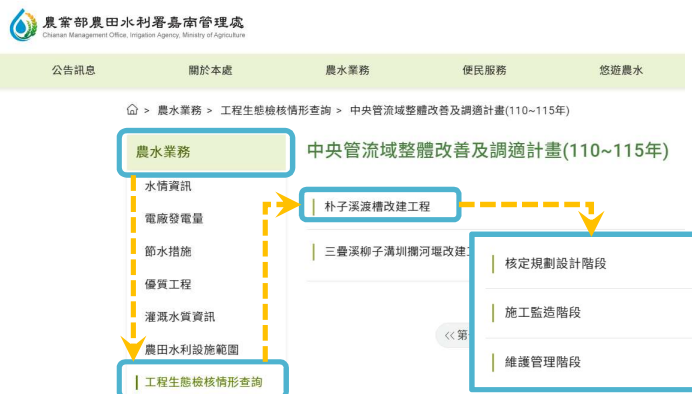 農業部農田水利署嘉南管理處
Chianan Management Office, Irrigation Agency, Ministry of Agriculture
公告訊息 關於本處 農水業務 便民服務 悠遊農水
> 農水業務 > 工程生態檢核情形查詢 > 中央管流域整體改善及調適計畫(110~115年)
農水業務
水情資訊
電廠發電量
節水措施
優質工程
灌溉水質資訊
農田水利設施範圍
工程生態檢核情形查詢
中央管流域整體改善及調適計畫(110~115年)
朴子溪渡槽改建工程
三疊溪柳子溝圳攔河堰改建
<<第
核定規劃設計階段
施工監造階段
維護管理階段